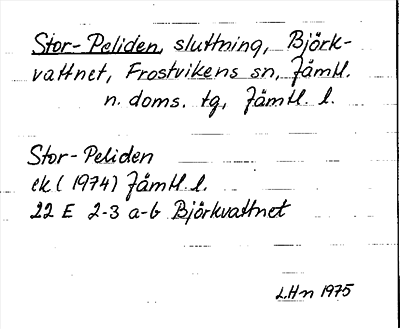 Stor-Peliden, sluttning, Björk-
vattnet, Frostvikens sn, Jämtl.
n. doms. tg, Jämtl. l.
Stor-Peliden
ek (1974) Jämtl. l.
22 E 2-3 a-b Björkvattnet
L.Hn 1975